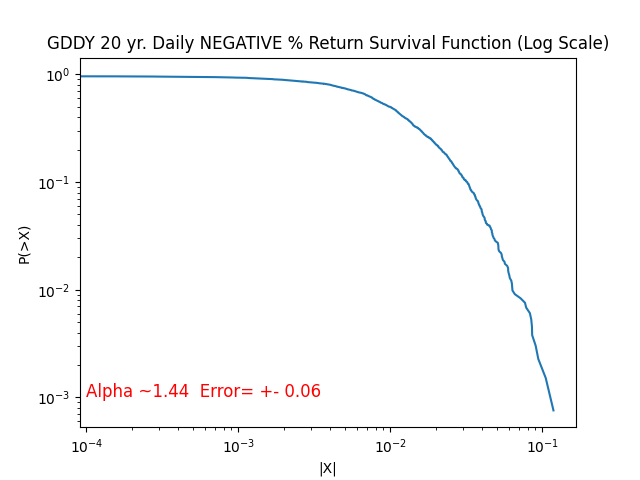 GDDY 20 yr. Daily NEGATIVE % Return Survival Function (Log Scale)
10^0
10^-1
10^-2
10^-3
P(>X)
Alpha ~1.44  Error= +- 0.06
10^-4 10^-3 10^-2 10^-1
|X|